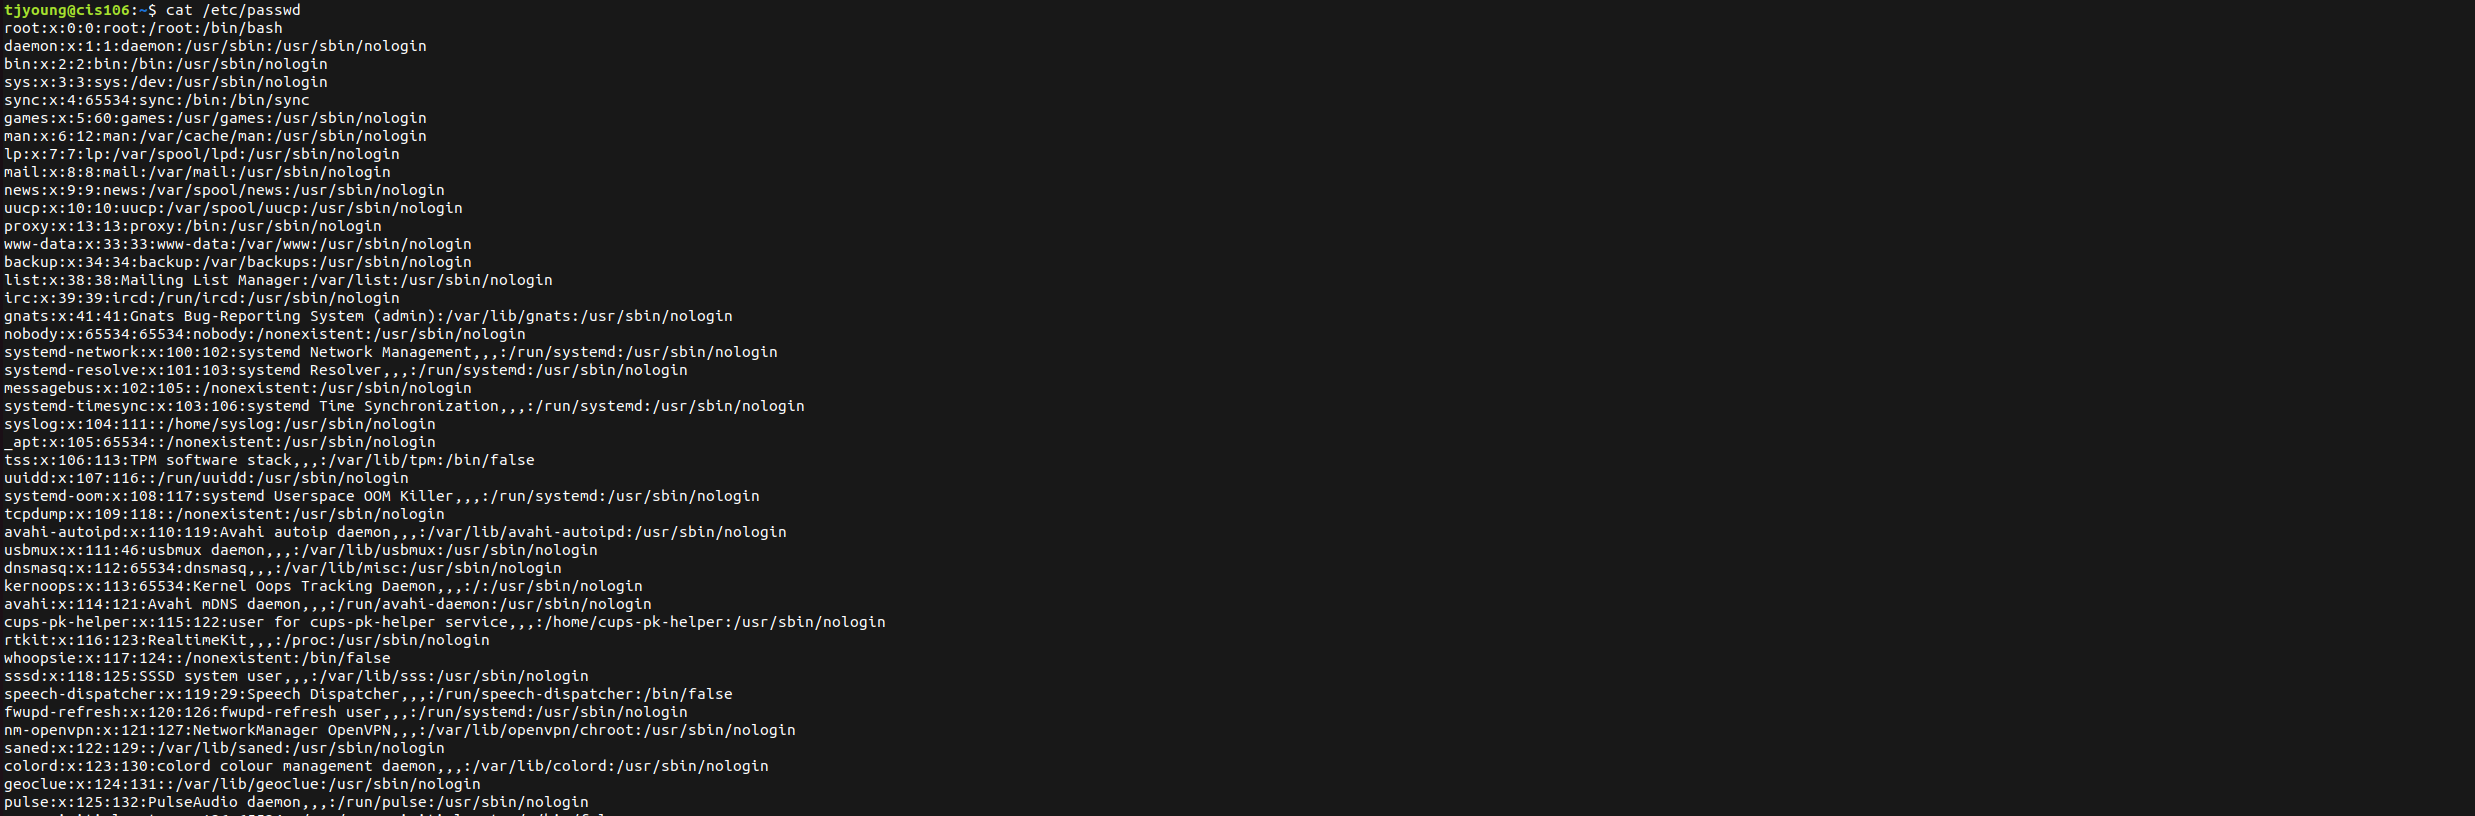 tjyoung@cis106:~$ cat /etc/passwd
root:x:0:0:root:/root:/bin/bash
daemon:x:1:1:daemon:/usr/sbin:/usr/sbin/nologin
bin:x:2:2:bin:/bin:/usr/sbin/nologin
sys:x:3:3:sys:/dev:/usr/sbin/nologin
sync:x:4:65534:sync:/bin:/bin/sync
games:x:5:60:games:/usr/games:/usr/sbin/nologin
man:x:6:12:man:/var/cache/man:/usr/sbin/nologin
lp:x:7:7:lp:/var/spool/lpd:/usr/sbin/nologin
mail:x:8:8:mail:/var/mail:/usr/sbin/nologin
news:x:9:9:news:/var/spool/news:/usr/sbin/nologin
uucp:x:10:10:uucp:/var/spool/uucp:/usr/sbin/nologin
proxy:x:13:13:proxy:/bin:/usr/sbin/nologin
www-data:x:33:33:www-data:/var/www:/usr/sbin/nologin
backup:x:34:34:backup:/var/backups:/usr/sbin/nologin
list:x:38:38:Mailing List Manager:/var/list:/usr/sbin/nologin
irc:x:39:39:ircd:/run/ircd:/usr/sbin/nologin
gnats:x:41:41:Gnats Bug-Reporting System (admin):/var/lib/gnats:/usr/sbin/nologin
nobody:x:65534:65534:nobody:/nonexistent:/usr/sbin/nologin
systemd-network:x:100:102:systemd Network Management,,,:/run/systemd:/usr/sbin/nologin
systemd-resolve:x:101:103:systemd Resolver,,,:/run/systemd:/usr/sbin/nologin
messagebus:x:102:105::/nonexistent:/usr/sbin/nologin
systemd-timesync:x:103:106:systemd Time Synchronization,,,:/run/systemd:/usr/sbin/nologin
syslog:x:104:111::/home/syslog:/usr/sbin/nologin
_apt:x:105:65534::/nonexistent:/usr/sbin/nologin
tss:x:106:113:TPM software stack,,,:/var/lib/tpm:/bin/false
uuidd:x:107:116::/run/uuidd:/usr/sbin/nologin
systemd-oom:x:108:117:systemd Userspace OOM Killer,,,:/run/systemd:/usr/sbin/nologin
tcpdump:x:109:118::/nonexistent:/usr/sbin/nologin
avahi-autoipd:x:110:119:Avahi autoip daemon,,,:/var/lib/avahi-autoipd:/usr/sbin/nologin
usbmux:x:111:46:usbmux daemon,,,:/var/lib/usbmux:/usr/sbin/nologin
dnsmasq:x:112:65534:dnsmasq,,,:/var/lib/misc:/usr/sbin/nologin
kernoops:x:113:65534:Kernel Oops Tracking Daemon,,,:/:/usr/sbin/nologin
avahi:x:114:121:Avahi mDNS daemon,,,:/run/avahi-daemon:/usr/sbin/nologin
cups-pk-helper:x:115:122:user for cups-pk-helper service,,,:/home/cups-pk-helper:/usr/sbin/nologin
rtkit:x:116:123:RealtimeKit,,,:/proc:/usr/sbin/nologin
whoopsie:x:117:124::/nonexistent:/bin/false
sssd:x:118:125:SSSD system user,,,:/var/lib/sss:/usr/sbin/nologin
speech-dispatcher:x:119:29:Speech Dispatcher,,,:/run/speech-dispatcher:/bin/false
fwupd-refresh:x:120:126:fwupd-refresh user,,,:/run/systemd:/usr/sbin/nologin
nm-openvpn:x:121:127:NetworkManager OpenVPN,,,:/var/lib/openvpn/chroot:/usr/sbin/nologin
saned:x:122:129::/var/lib/saned:/usr/sbin/nologin
colord:x:123:130:colord colour management daemon,,,:/var/lib/colord:/usr/sbin/nologin
geoclue:x:124:131::/var/lib/geoclue:/usr/sbin/nologin
pulse:x:125:132:PulseAudio daemon,,,:/run/pulse:/usr/sbin/nologin